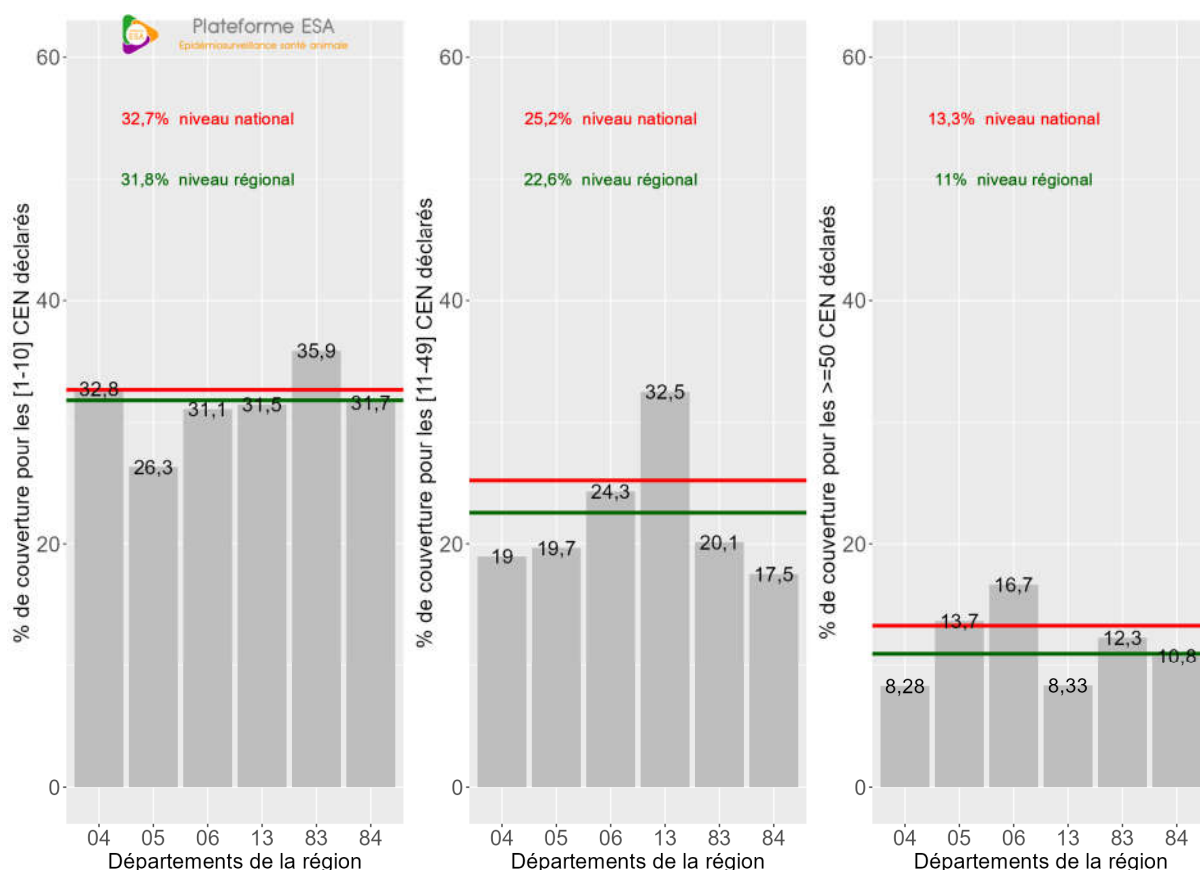 Plateforme ESA
ESA
Epidémiosurveillance santé animale
% de couverture pour les [1-10] CEN déclarés
60
40
20
0
32,7% niveau national
31,8% niveau régional
32,8
26,3
31,1
31,5
35,9
31,7
04 05 06 13 83 84
Départements de la région
% de couverture pour les [11-49] CEN déclarés
60
40
20
0
25,2% niveau national
22,6% niveau régional
19
19,7
24,3
32,5
20,1
17,5
04 05 06 13 83 84
Départements de la région
% de couverture pour les >=50 CEN déclarés
60
40
20
0
13,3% niveau national
11% niveau régional
8,28
13,7
16,7
8,33
12,3
10,8
04 05 06 13 83 84
Départements de la région